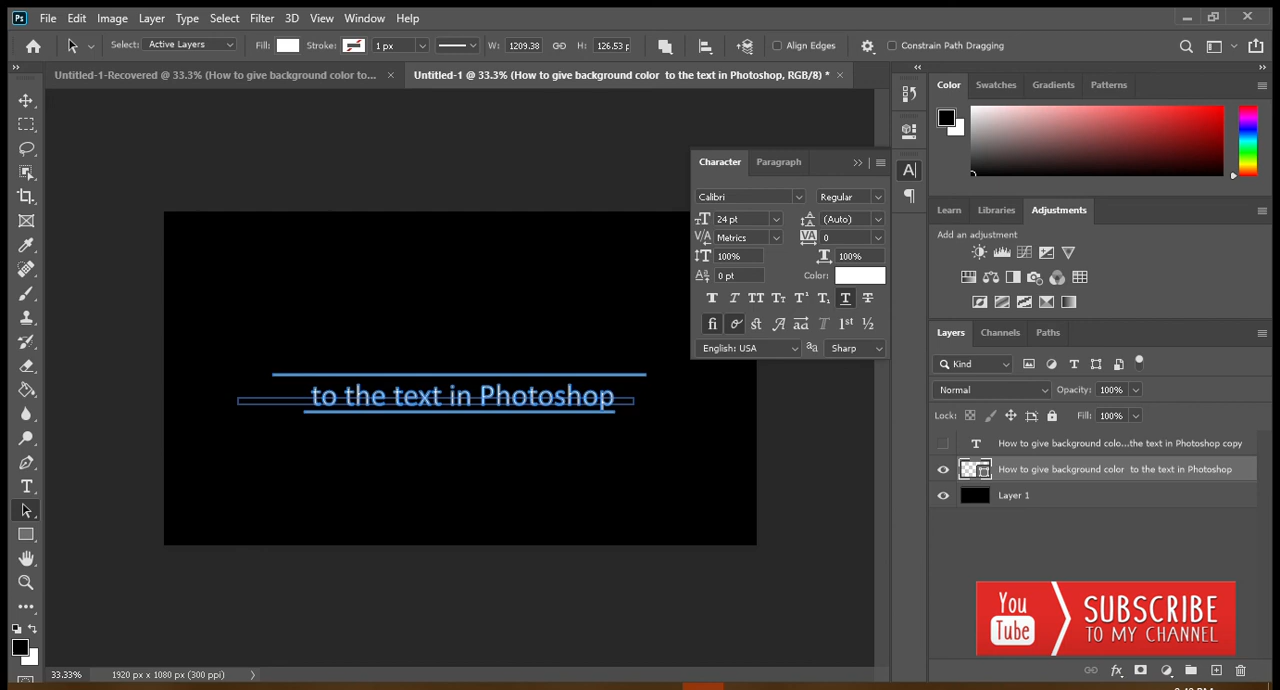 Ps File Edit Image Layer Type Select Filter 3D View Window Help
Select: Active Layers Fill: Stroke: 1 px W: 1209.38 H: 126.53 p Align Edges Constrain Path Dragging
Untitled-1-Recovered @ 33.3% (How to give background color to... × Untitled-1 @ 33.3% (How to give background color to the text in Photoshop, RGB/8) * ×
Color Swatches Gradients Patterns
Character Paragraph
Calibri Regular
24 pt (Auto)
Metrics 0
100% 100%
0 pt Color:
English: USA Sharp
Learn Libraries Adjustments
Add an adjustment
to the text in Photoshop
Layers Channels Paths
Kind
Normal Opacity: 100%
Lock: Fill: 100%
How to give background colo...the text in Photoshop copy
How to give background color to the text in Photoshop
Layer 1
You
Tube
SUBSCRIBE
TO MY CHANNEL
33.33% 1920 px x 1080 px (300 ppi)